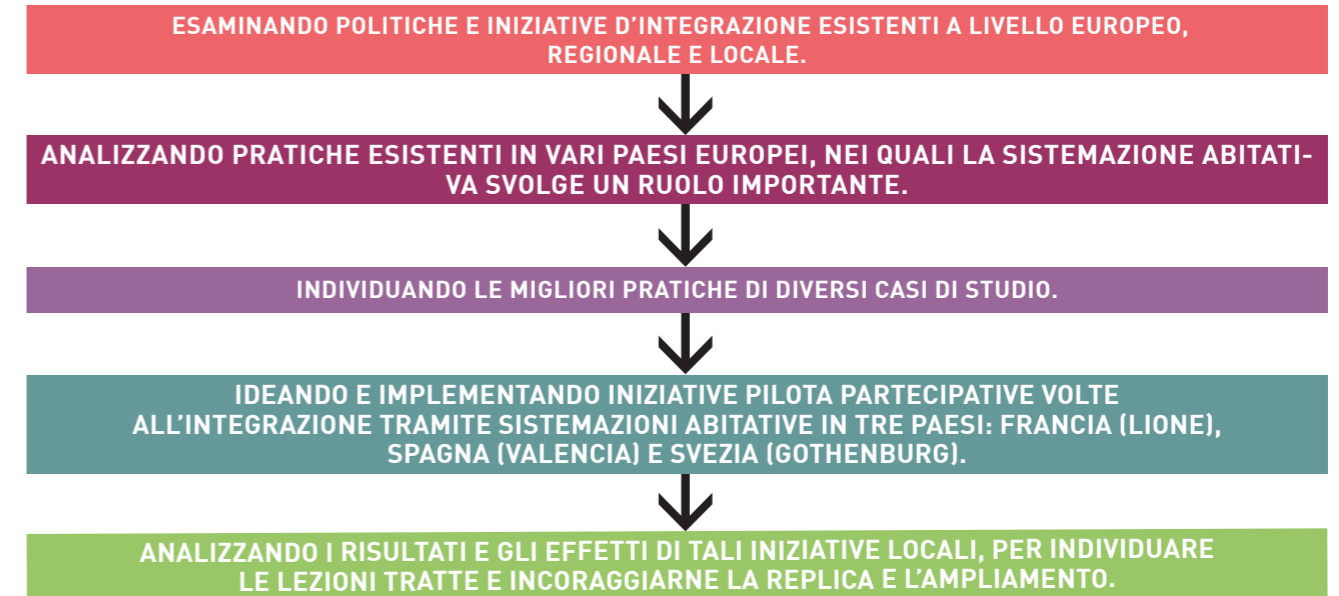 ESAMINANDO POLITICHE E INIZIATIVE D’INTEGRAZIONE ESISTENTI A LIVELLO EUROPEO,
REGIONALE E LOCALE.
ANALIZZANDO PRATICHE ESISTENTI IN VARI PAESI EUROPEI, NEI QUALI LA SISTEMAZIONE ABITATI-
VA SVOLGE UN RUOLO IMPORTANTE.
INDIVIDUANDO LE MIGLIORI PRATICHE DI DIVERSI CASI DI STUDIO.
IDEANDO E IMPLEMENTANDO INIZIATIVE PILOTA PARTECIPATIVE VOLTE
ALL’INTEGRAZIONE TRAMITE SISTEMAZIONI ABITATIVE IN TRE PAESI: FRANCIA (LIONE),
SPAGNA (VALENCIA) E SVEZIA (GOTHENBURG).
ANALIZZANDO I RISULTATI E GLI EFFETTI DI TALI INIZIATIVE LOCALI, PER INDIVIDUARE
LE LEZIONI TRATTE E INCORAGGIARNE LA REPLICA E L’AMPLIAMENTO.